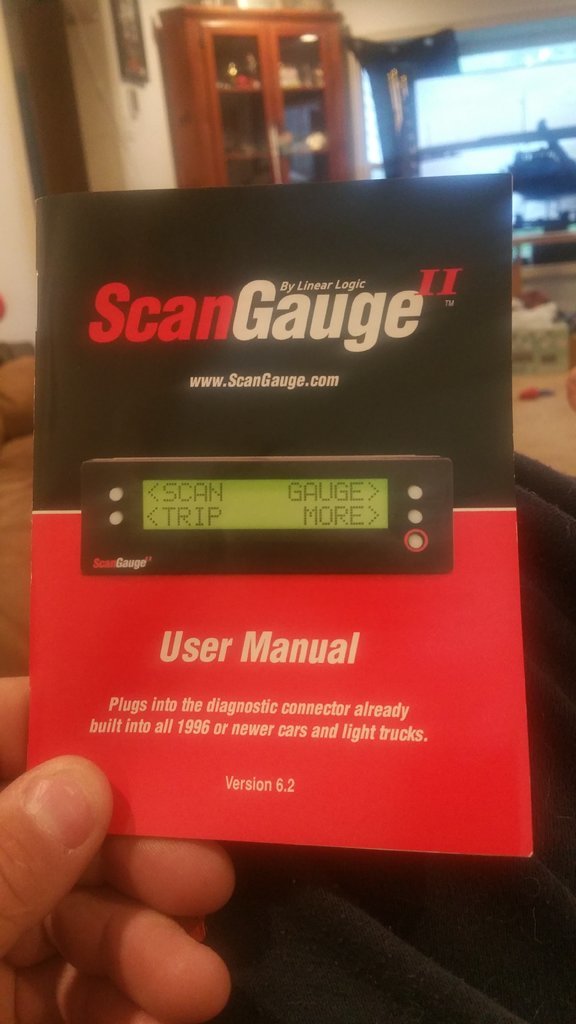 By Linear Logic
ScanGauge II TM
www.ScanGauge.com
<SCAN GAUGE>
<TRIP MORE>
ScanGauge II
User Manual
Plugs into the diagnostic connector already
built into all 1996 or newer cars and light trucks.
Version 6.2